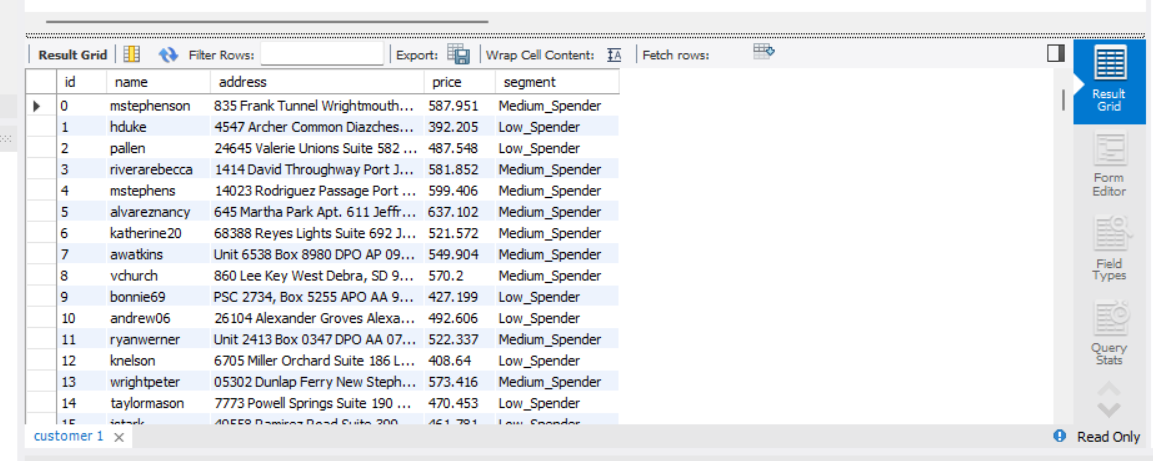 Result Grid Filter Rows: Export: Wrap Cell Content: Fetch rows:
id name address price segment
0 mstephenson 835 Frank Tunnel Wrightmouth... 587.951 Medium_Spender
1 hduke 4547 Archer Common Diazches... 392.205 Low_Spender
2 pallen 24645 Valerie Unions Suite 582 ... 487.548 Low_Spender
3 riverarebecca 1414 David Throughway Port J... 581.852 Medium_Spender
4 mstephens 14023 Rodriguez Passage Port ... 599.406 Medium_Spender
5 alvareznancy 645 Martha Park Apt. 611 Jeffr... 637.102 Medium_Spender
6 katherine20 68388 Reyes Lights Suite 692 J... 521.572 Medium_Spender
7 awatkins Unit 6538 Box 8980 DPO AP 09... 549.904 Medium_Spender
8 vchurch 860 Lee Key West Debra, SD 9... 570.2 Medium_Spender
9 bonnie69 PSC 2734, Box 5255 APO AA 9... 427.199 Low_Spender
10 andrew06 26104 Alexander Groves Alexa... 492.606 Low_Spender
11 ryanwerner Unit 2413 Box 0347 DPO AA 07... 522.337 Medium_Spender
12 knelson 6705 Miller Orchard Suite 186 L... 408.64 Low_Spender
13 wrightpeter 05302 Dunlap Ferry New Steph... 573.416 Medium_Spender
14 taylormason 7773 Powell Springs Suite 190 ... 470.453 Low_Spender
15 jstark Ramirez Road Suite 461.781 Low_Spender
customer 1
Result
Grid
Form
Editor
Field
Types
Query
Stats
Read Only